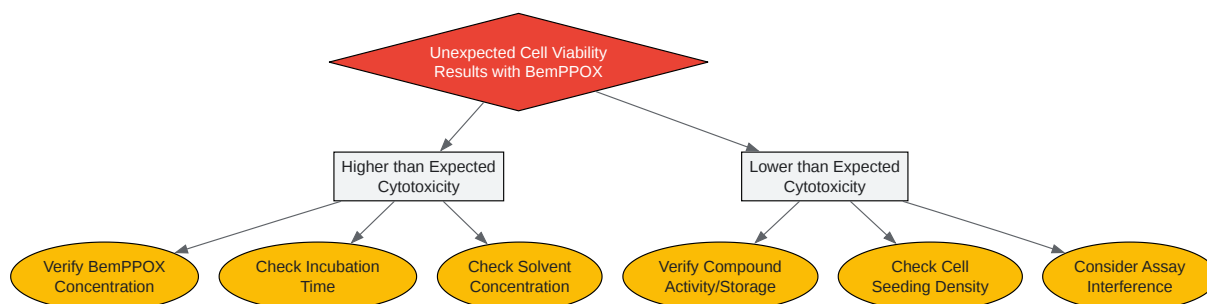 Unexpected Cell Viability
Results with BemPPOX
Higher than Expected
Cytotoxicity
Lower than Expected
Cytotoxicity
Verify BemPPOX
Concentration
Check Incubation
Time
Check Solvent
Concentration
Verify Compound
Activity/Storage
Check Cell
Seeding Density
Consider Assay
Interference